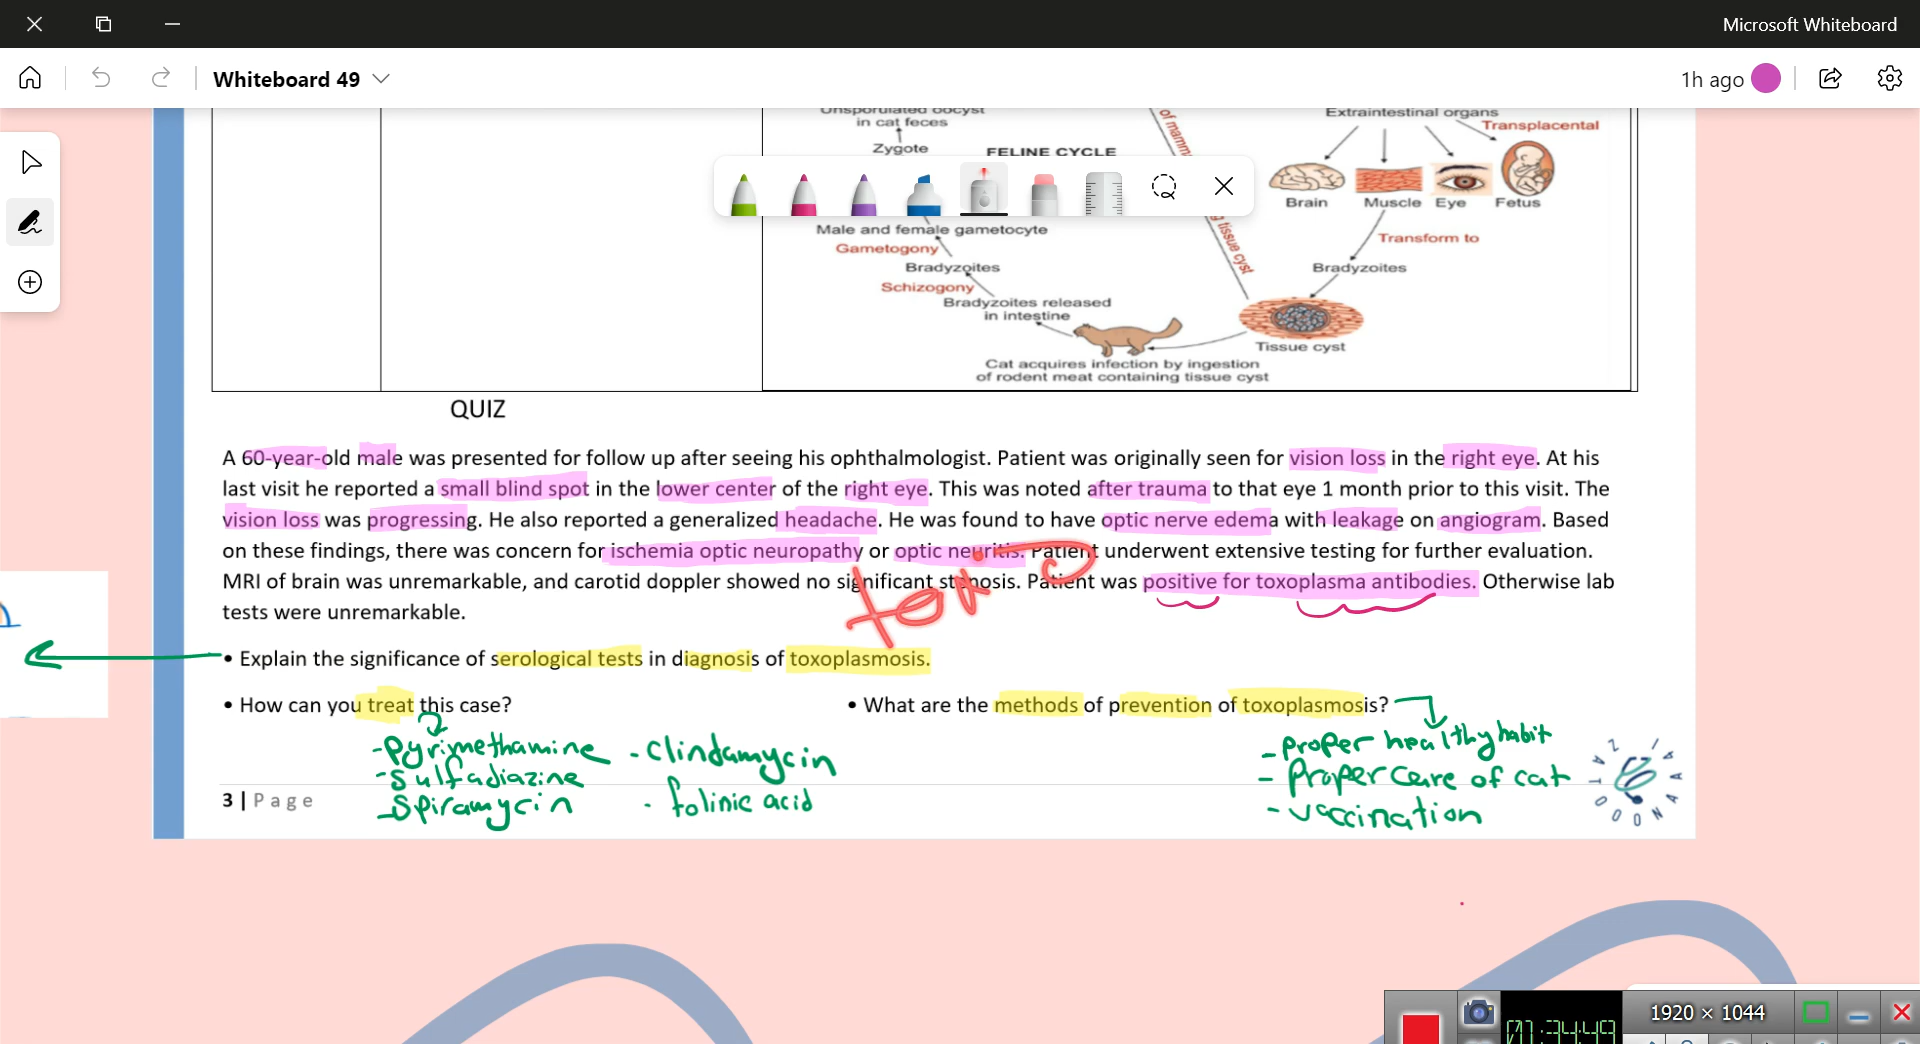 Microsoft Whiteboard
Whiteboard 49
1h ago
Unsporulated oocyst
in cat feces
Zygote
FELINE CYCLE
of mamm
Extraintestinal organs
Transplacental
Brain Muscle Eye Fetus
Male and female gametocyte
Gametogony
Bradyzoites
Schizogony
Bradyzoites released
in intestine
tissue cyst
Transform to
Bradyzoites
Tissue cyst
Cat acquires infection by ingestion
of rodent meat containing tissue cyst
QUIZ
A 60-year-old male was presented for follow up after seeing his ophthalmologist. Patient was originally seen for vision loss in the right eye. At his
last visit he reported a small blind spot in the lower center of the right eye. This was noted after trauma to that eye 1 month prior to this visit. The
vision loss was progressing. He also reported a generalized headache. He was found to have optic nerve edema with leakage on angiogram. Based
on these findings, there was concern for ischemia optic neuropathy or optic neuritis. Patient underwent extensive testing for further evaluation.
MRI of brain was unremarkable, and carotid doppler showed no significant stenosis. Patient was positive for toxoplasma antibodies. Otherwise lab
tests were unremarkable.
toxo
• Explain the significance of serological tests in diagnosis of toxoplasmosis.
• How can you treat this case? • What are the methods of prevention of toxoplasmosis?
- Pyrimethamine - Clindamycin
- Sulfadiazine
- Spiramycin - folinic acid
- proper healthy habit
- Proper care of cat
- vaccination
3 | Page
1920 × 1044
01:34:49